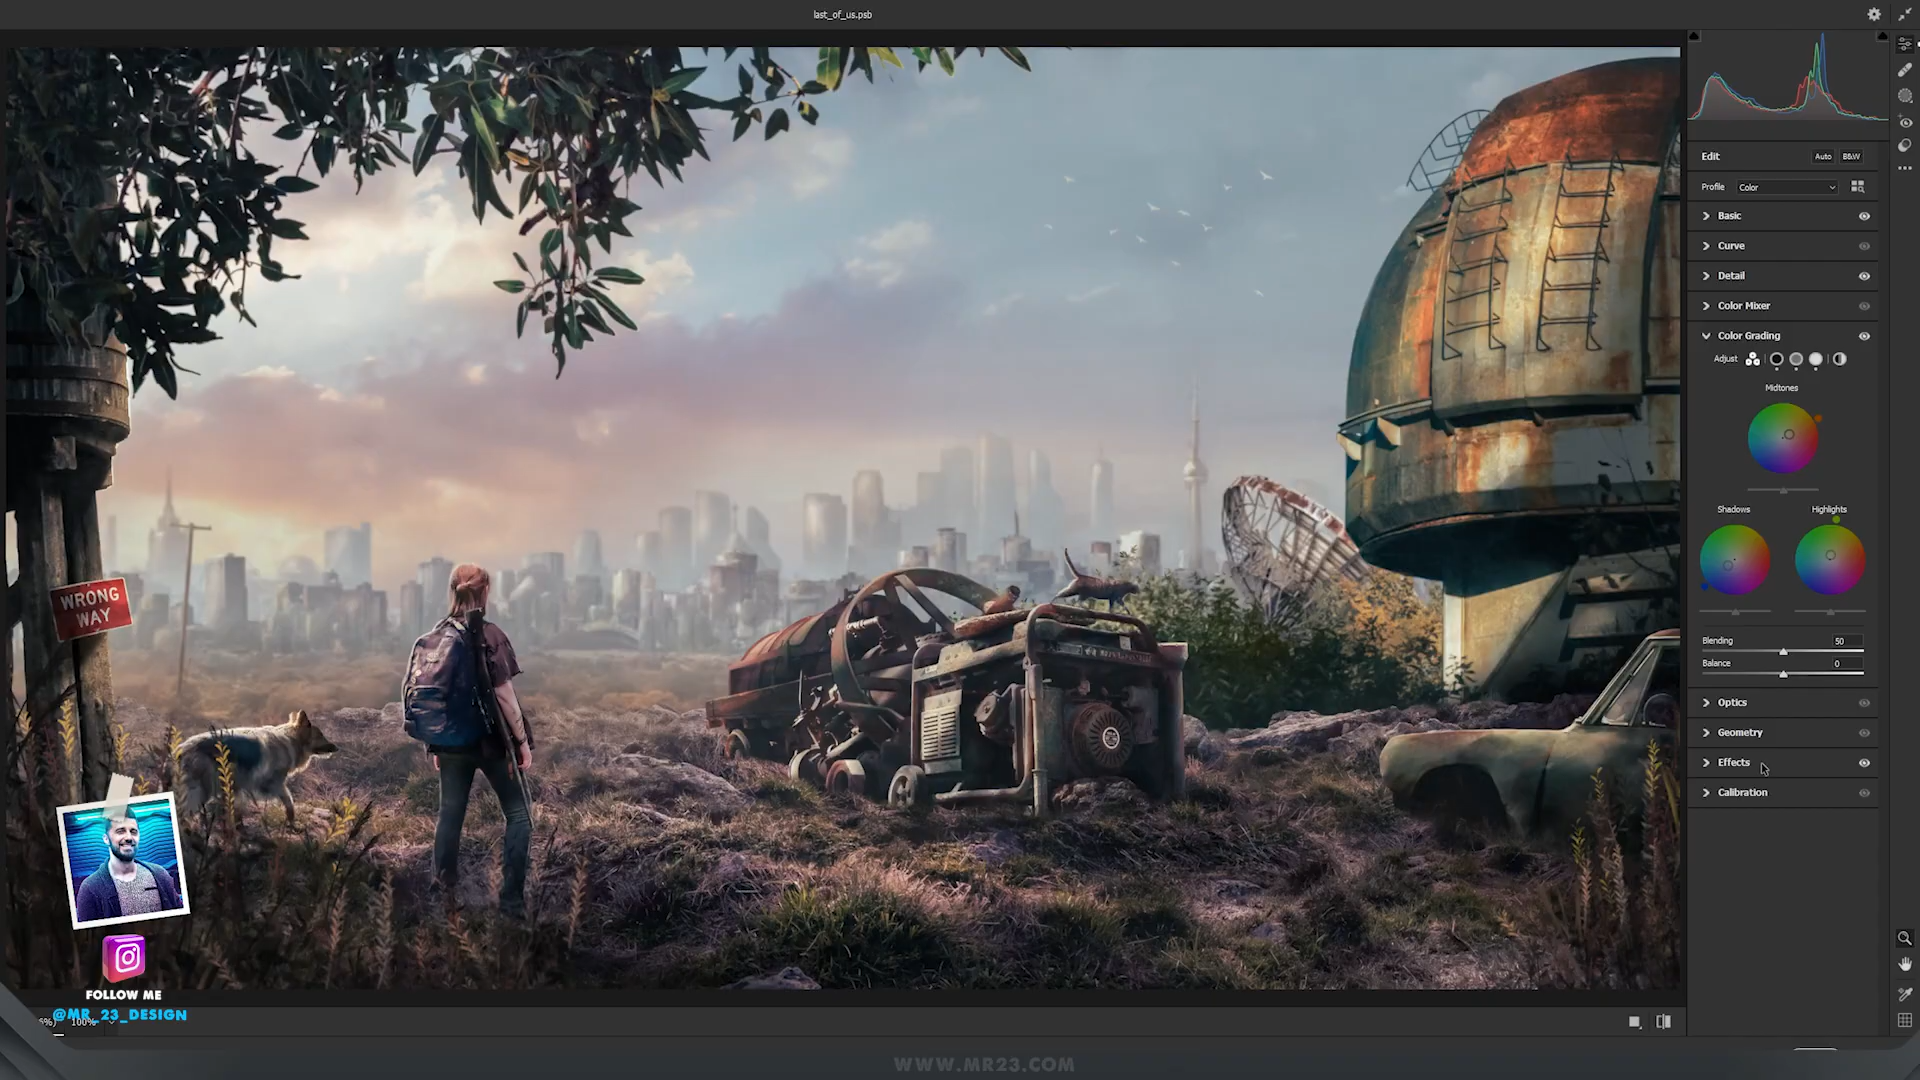 last_of_us.psb
Edit
Auto
B&W
Profile
Color
Basic
Curve
Detail
Color Mixer
Color Grading
Adjust
Midtones
Shadows
Highlights
Blending
50
Balance
0
Optics
Geometry
Effects
Calibration
WRONG
WAY
FOLLOW ME
@MR_23_DESIGN
100%
WWW.MR23.COM